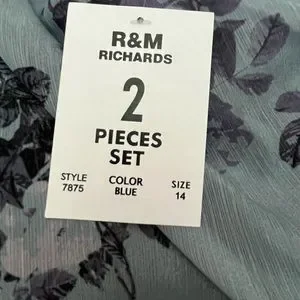 R&M
RICHARDS
2
PIECES
SET
STYLE COLOR SIZE
7875 BLUE 14